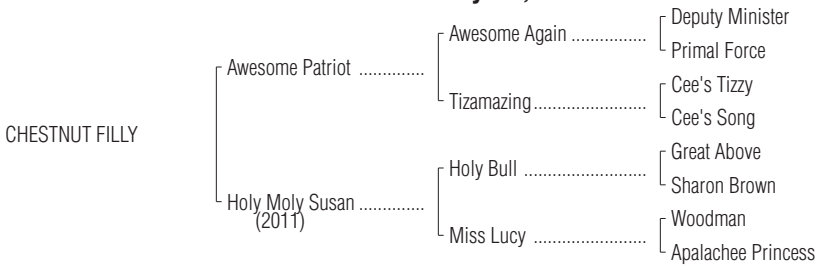 Deputy Minister
Awesome Again ................
Primal Force
Awesome Patriot ..............
Cee's Tizzy
Tizamazing........................
Cee's Song
CHESTNUT FILLY
Great Above
Holy Bull ..........................
Sharon Brown
Holy Moly Susan ..............
(2011)
Woodman
Miss Lucy ........................
Apalachee Princess